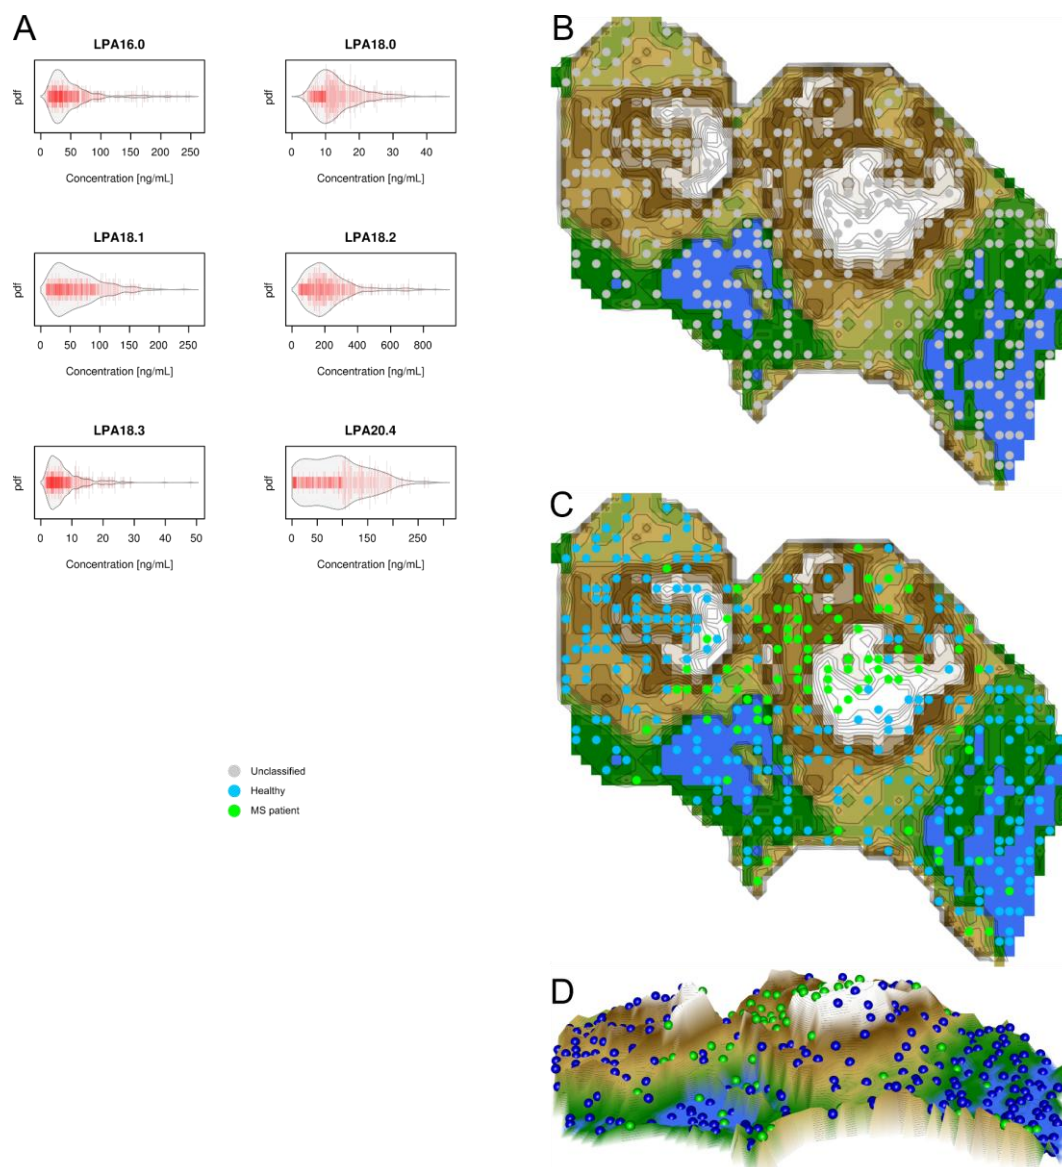 A
LPA16.0
pdf
0 50 100 150 200 250
Concentration [ng/mL]
LPA18.0
pdf
0 10 20 30 40
Concentration [ng/mL]
LPA18.1
pdf
0 50 100 150 200 250
Concentration [ng/mL]
LPA18.2
pdf
0 200 400 600 800
Concentration [ng/mL]
LPA18.3
pdf
0 10 20 30 40 50
Concentration [ng/mL]
LPA20.4
pdf
0 50 150 250
Concentration [ng/mL]
Unclassified
Healthy
MS patient
B
C
D